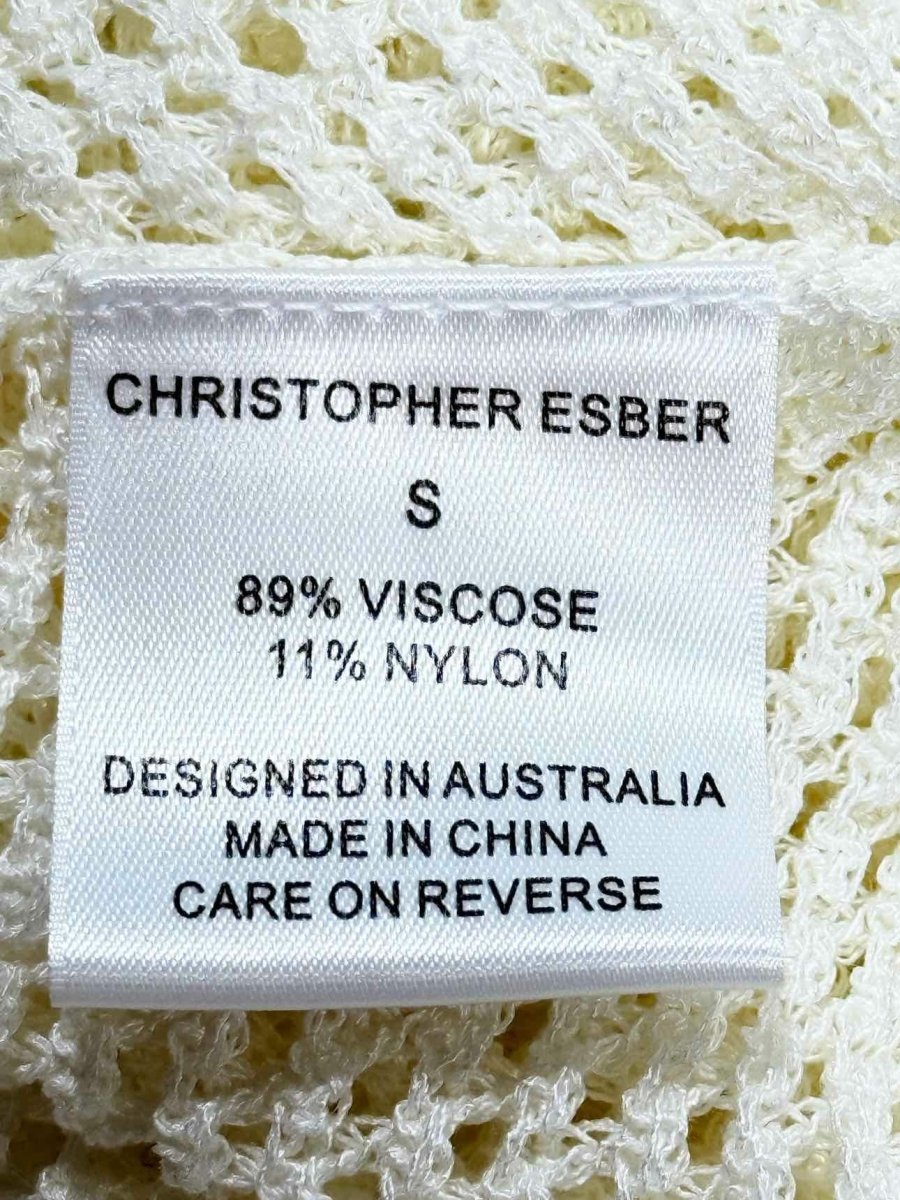 CHRISTOPHER ESBER
S
89% VISCOSE
11% NYLON
DESIGNED IN AUSTRALIA
MADE IN CHINA
CARE ON REVERSE